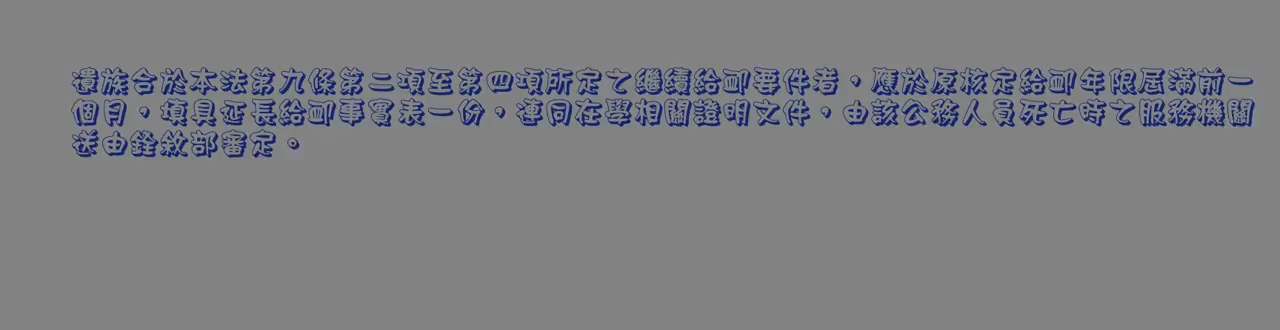 遺族合於本法第九條第二項至第四項所定之繼續給卹要件者，應於原核定給卹年限屆滿前一
個月，填具延長給卹事實表一份，連同在學相關證明文件，由該公務人員死亡時之服務機關
送由銓敘部審定。